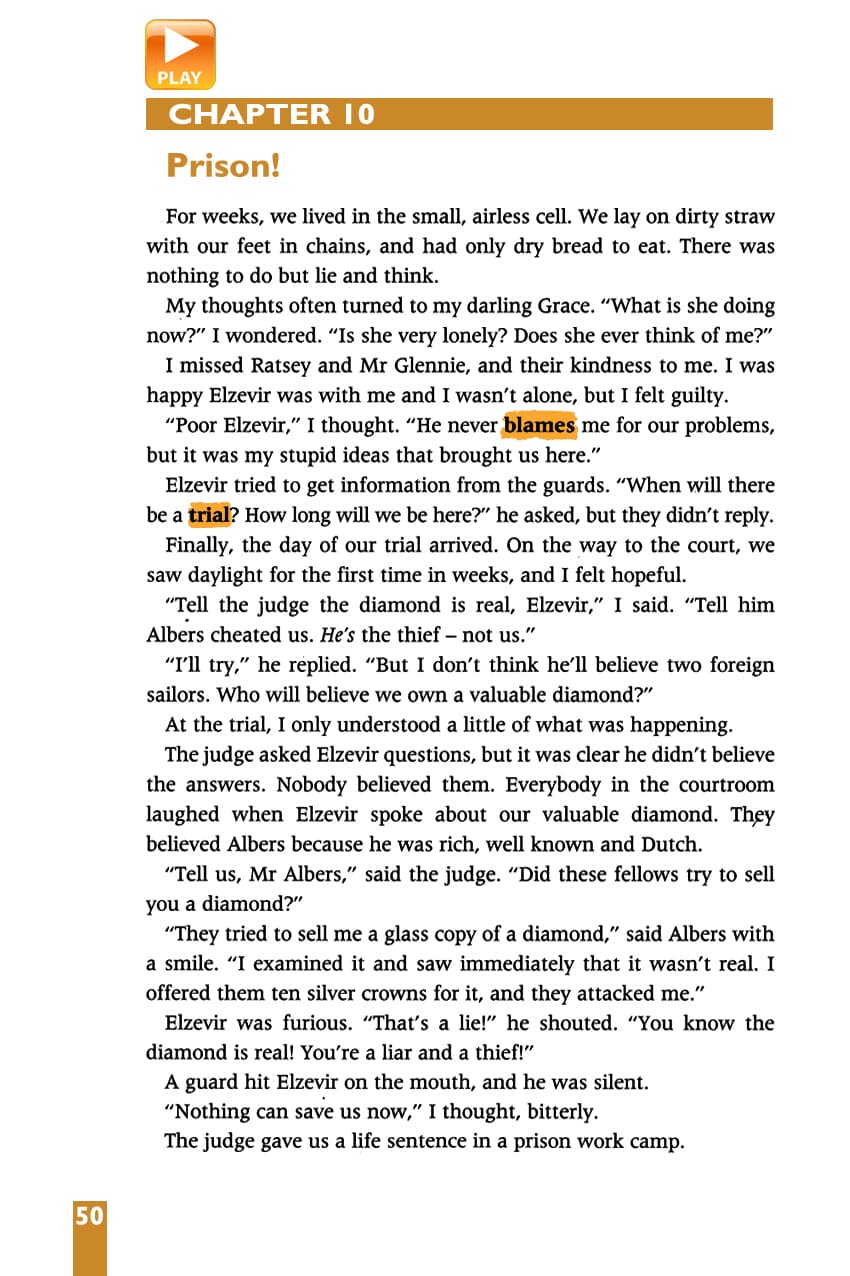 PLAY
CHAPTER 10
Prison!
For weeks, we lived in the small, airless cell. We lay on dirty straw
with our feet in chains, and had only dry bread to eat. There was
nothing to do but lie and think.
My thoughts often turned to my darling Grace. “What is she doing
now?” I wondered. “Is she very lonely? Does she ever think of me?”
I missed Ratsey and Mr Glennie, and their kindness to me. I was
happy Elzevir was with me and I wasn’t alone, but I felt guilty.
“Poor Elzevir,” I thought. “He never blames me for our problems,
but it was my stupid ideas that brought us here.”
Elzevir tried to get information from the guards. “When will there
be a trial? How long will we be here?” he asked, but they didn’t reply.
Finally, the day of our trial arrived. On the way to the court, we
saw daylight for the first time in weeks, and I felt hopeful.
“Tell the judge the diamond is real, Elzevir,” I said. “Tell him
Albers cheated us. He’s the thief – not us.”
“I’ll try,” he replied. “But I don’t think he’ll believe two foreign
sailors. Who will believe we own a valuable diamond?”
At the trial, I only understood a little of what was happening.
The judge asked Elzevir questions, but it was clear he didn’t believe
the answers. Nobody believed them. Everybody in the courtroom
laughed when Elzevir spoke about our valuable diamond. They
believed Albers because he was rich, well known and Dutch.
“Tell us, Mr Albers,” said the judge. “Did these fellows try to sell
you a diamond?”
“They tried to sell me a glass copy of a diamond,” said Albers with
a smile. “I examined it and saw immediately that it wasn’t real. I
offered them ten silver crowns for it, and they attacked me.”
Elzevir was furious. “That’s a lie!” he shouted. “You know the
diamond is real! You’re a liar and a thief!”
A guard hit Elzevir on the mouth, and he was silent.
“Nothing can save us now,” I thought, bitterly.
The judge gave us a life sentence in a prison work camp.
50